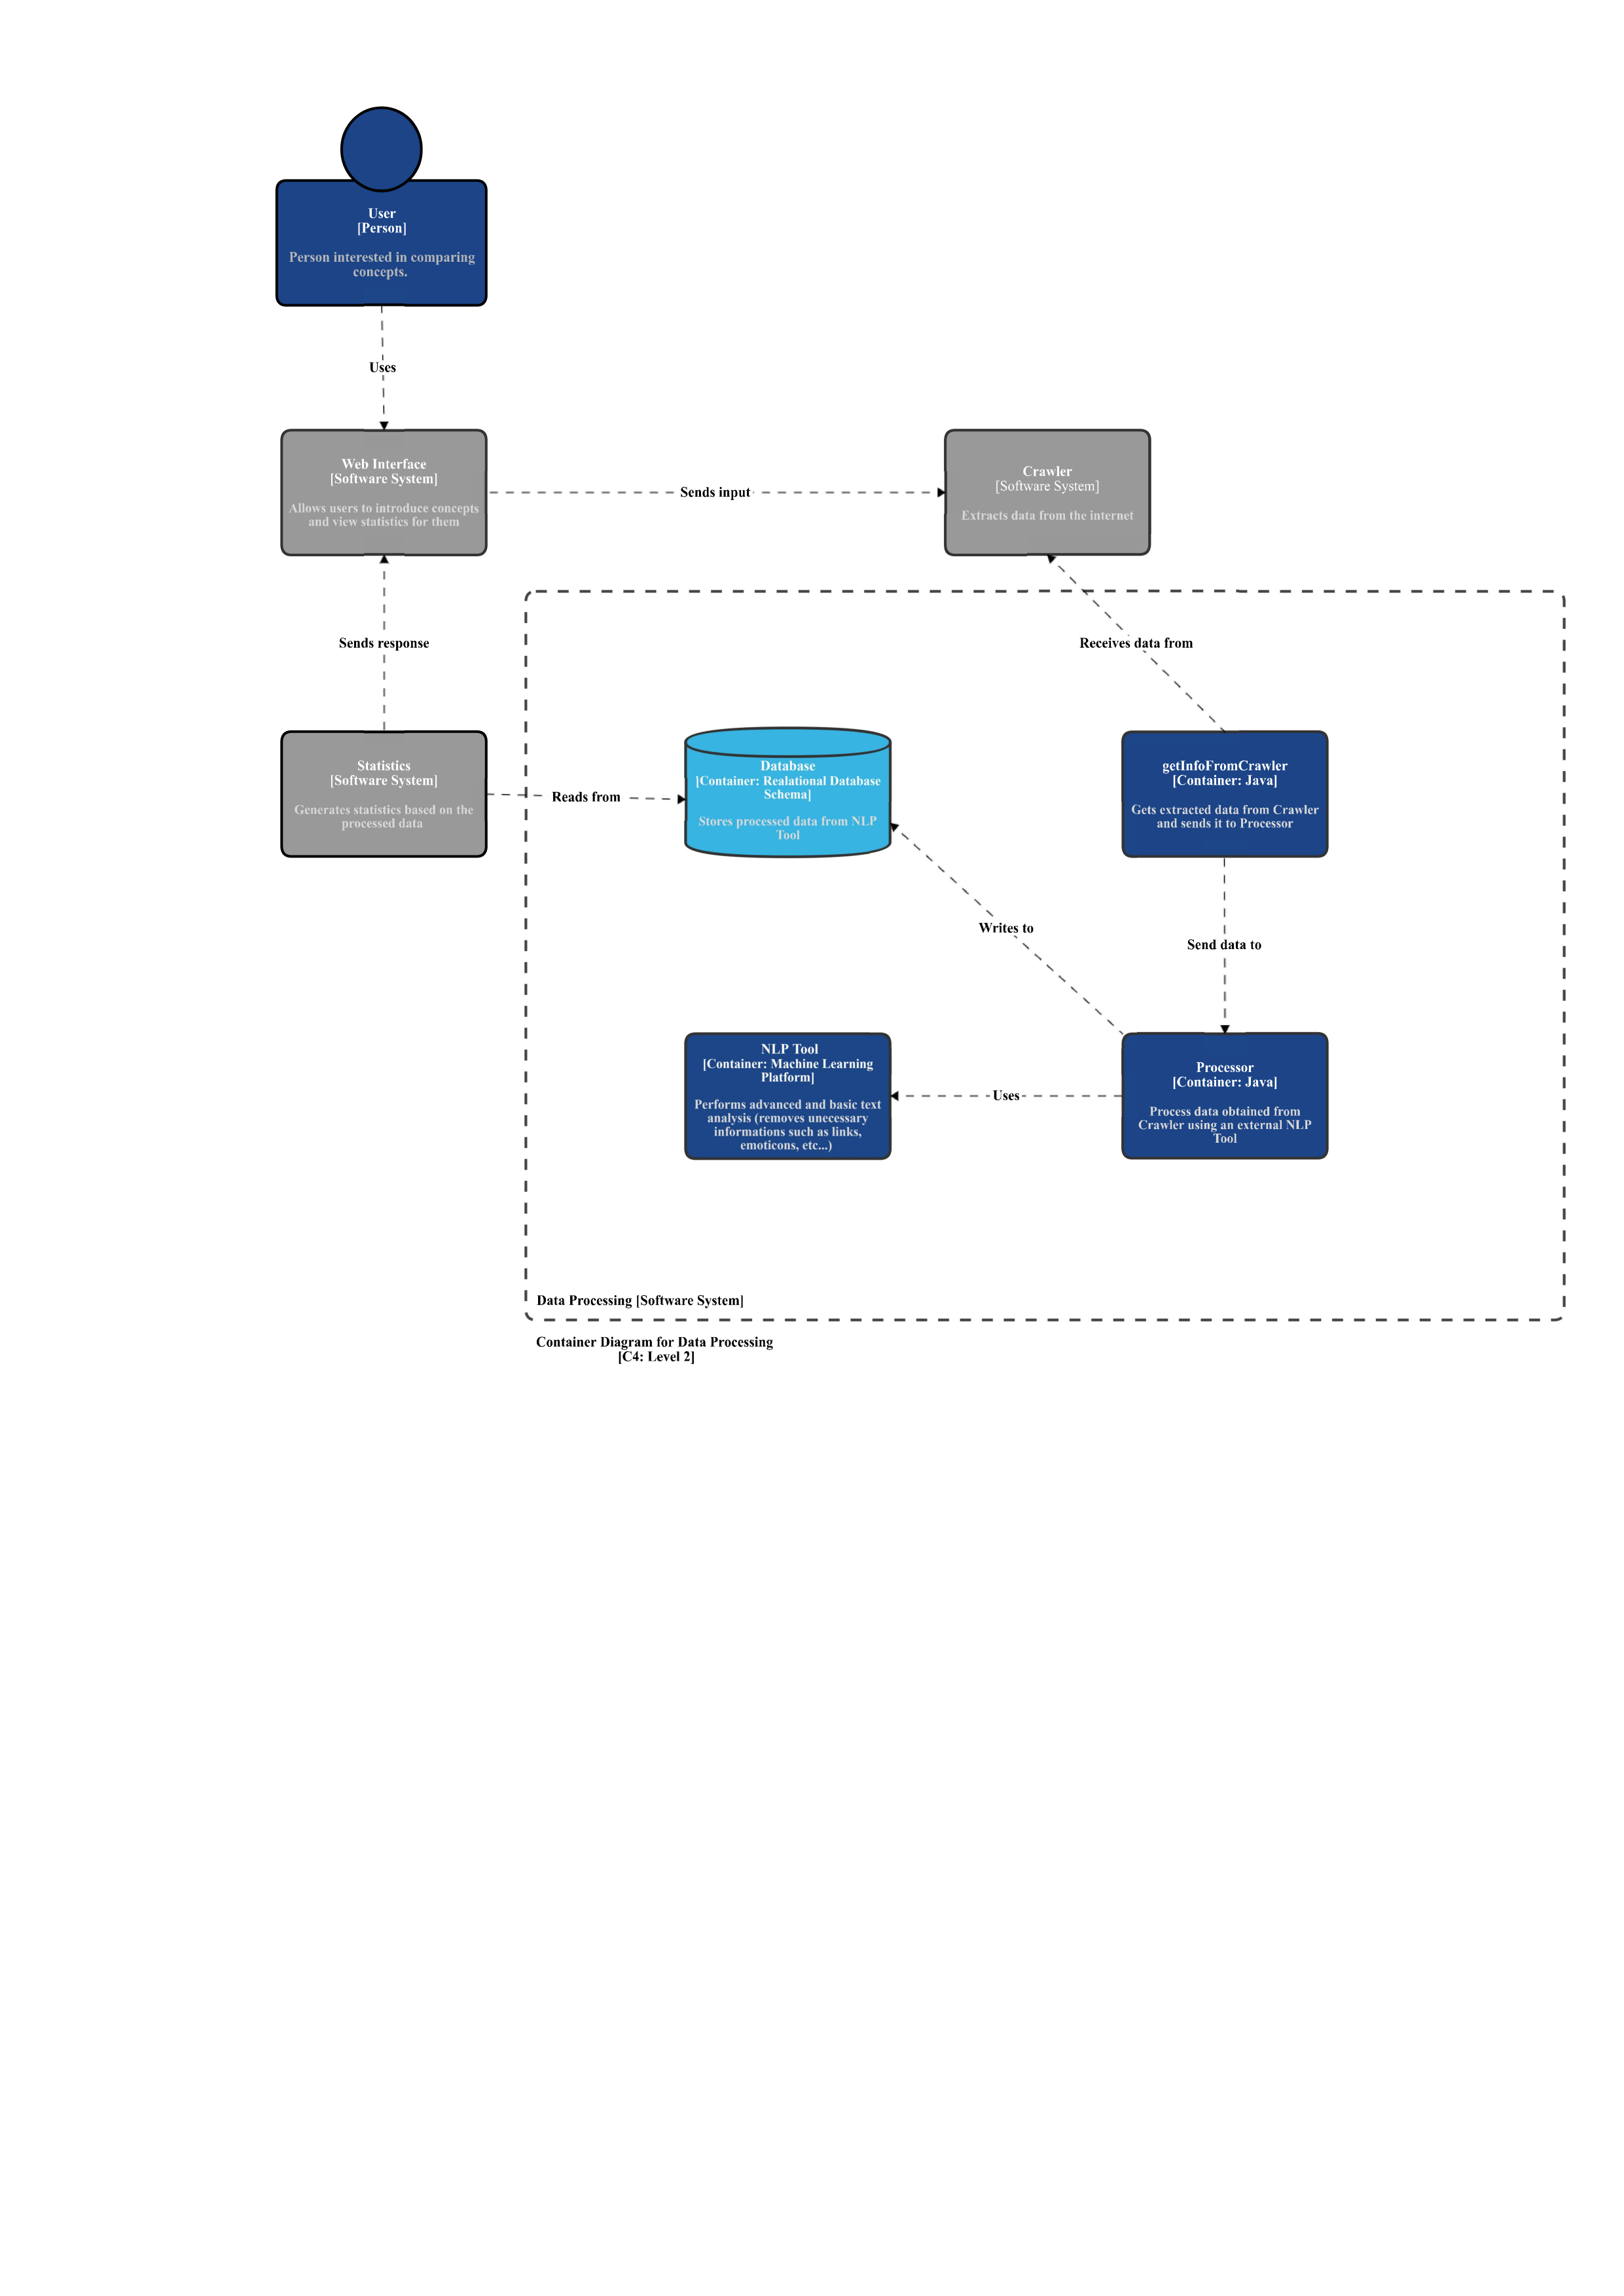 User
[Person]
Person interested in comparing
concepts.
Uses
Web Interface
[Software System]
Allows users to introduce concepts
and view statistics for them
Sends input
Crawler
[Software System]
Extracts data from the internet
Sends response
Receives data from
Statistics
[Software System]
Generates statistics based on the
processed data
Reads from
Database
[Container: Realational Database
Schema]
Stores processed data from NLP
Tool
getInfoFromCrawler
[Container: Java]
Gets extracted data from Crawler
and sends it to Processor
Writes to
Send data to
NLP Tool
[Container: Machine Learning
Platform]
Performs advanced and basic text
analysis (removes unecessary
informations such as links,
emoticons, etc...)
Uses
Processor
[Container: Java]
Process data obtained from
Crawler using an external NLP
Tool
Data Processing [Software System]
Container Diagram for Data Processing
[C4: Level 2]